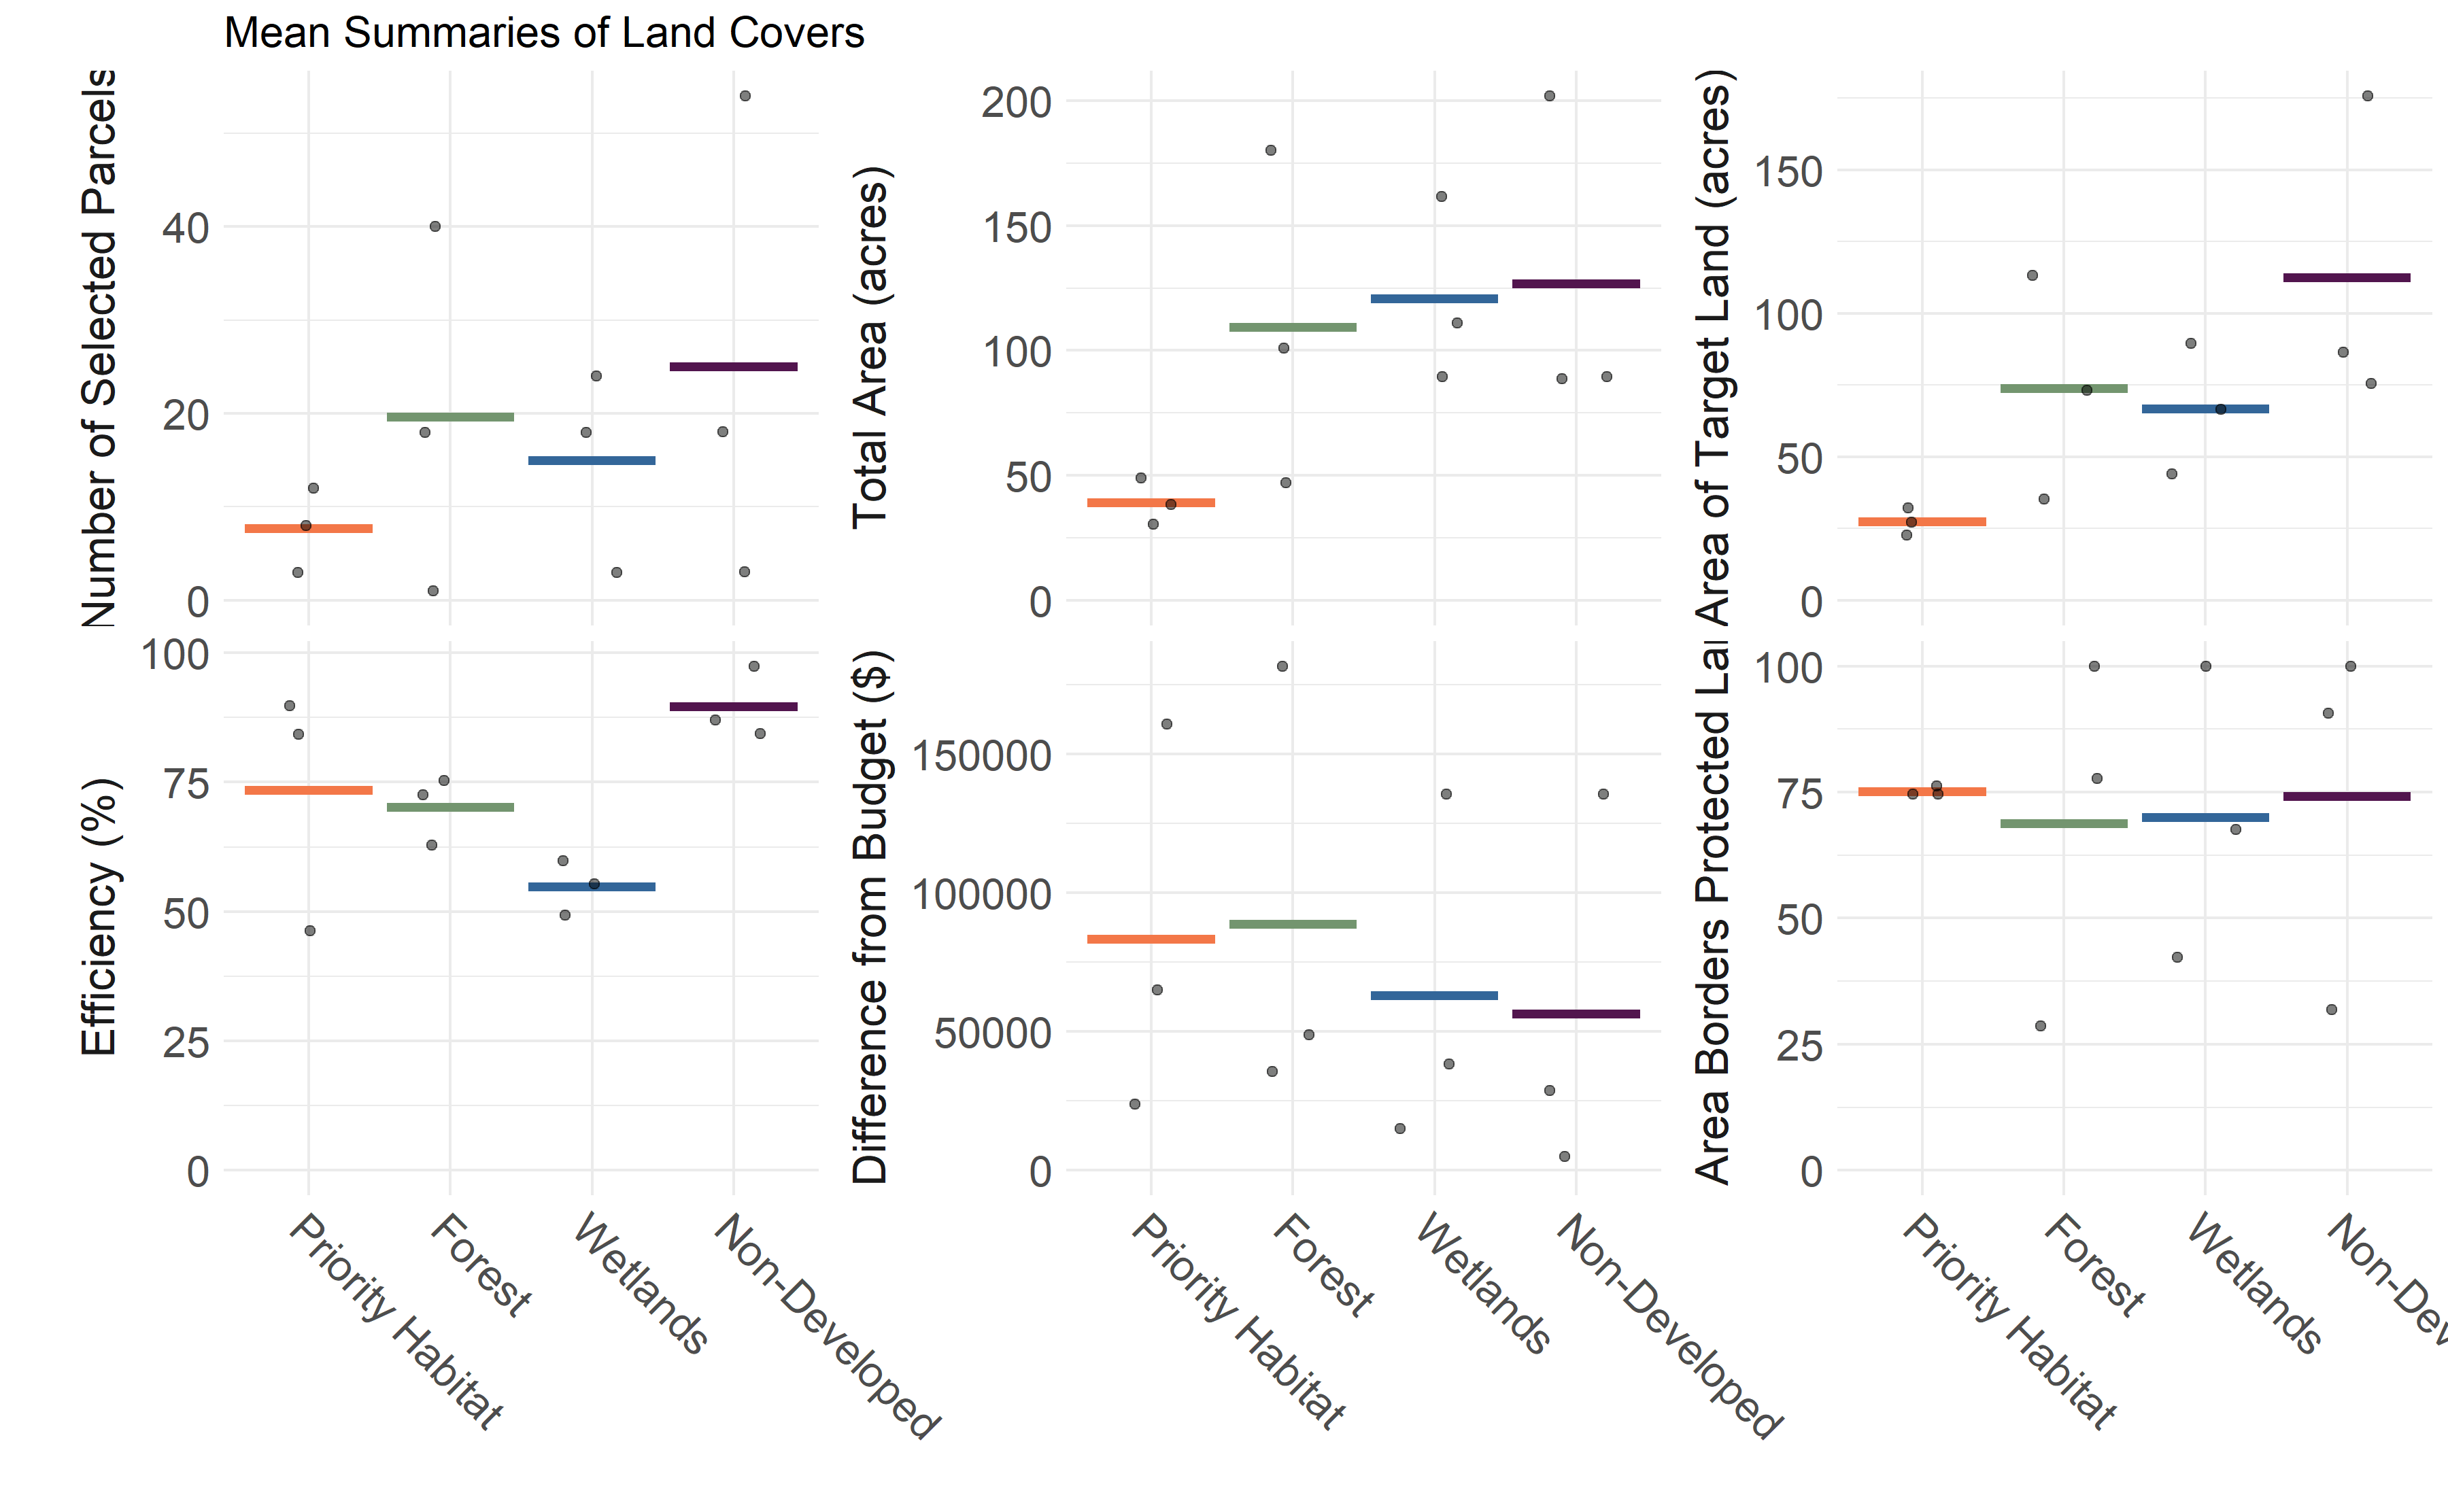 Mean Summaries of Land Covers
Number of Selected Parcels
40
20
0
Total Area (acres)
200
150
100
50
0
Area of Target Land (acres)
150
100
50
0
Efficiency (%)
100
75
50
25
0
Priority Habitat
Forest
Wetlands
Non-Developed
Difference from Budget ($)
150000
100000
50000
0
Priority Habitat
Forest
Wetlands
Non-Developed
Area Borders Protected La
100
75
50
25
0
Priority Habitat
Forest
Wetlands
Non-Dev